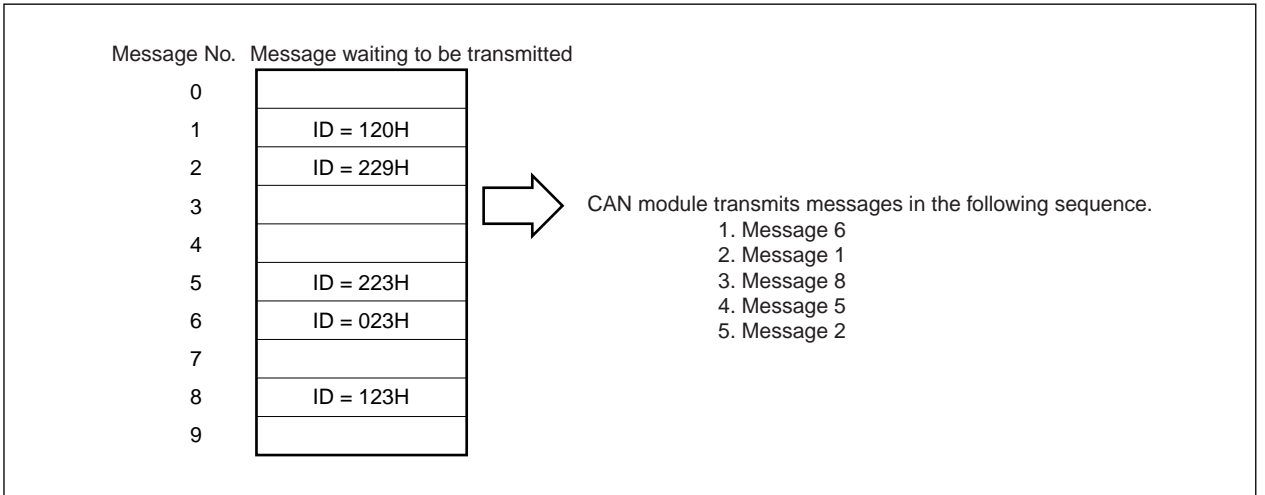 Message No. Message waiting to be transmitted
0
1 ID = 120H
2 ID = 229H
3
4
5 ID = 223H
6 ID = 023H
7
8 ID = 123H
9
CAN module transmits messages in the following sequence.
1. Message 6
2. Message 1
3. Message 8
4. Message 5
5. Message 2